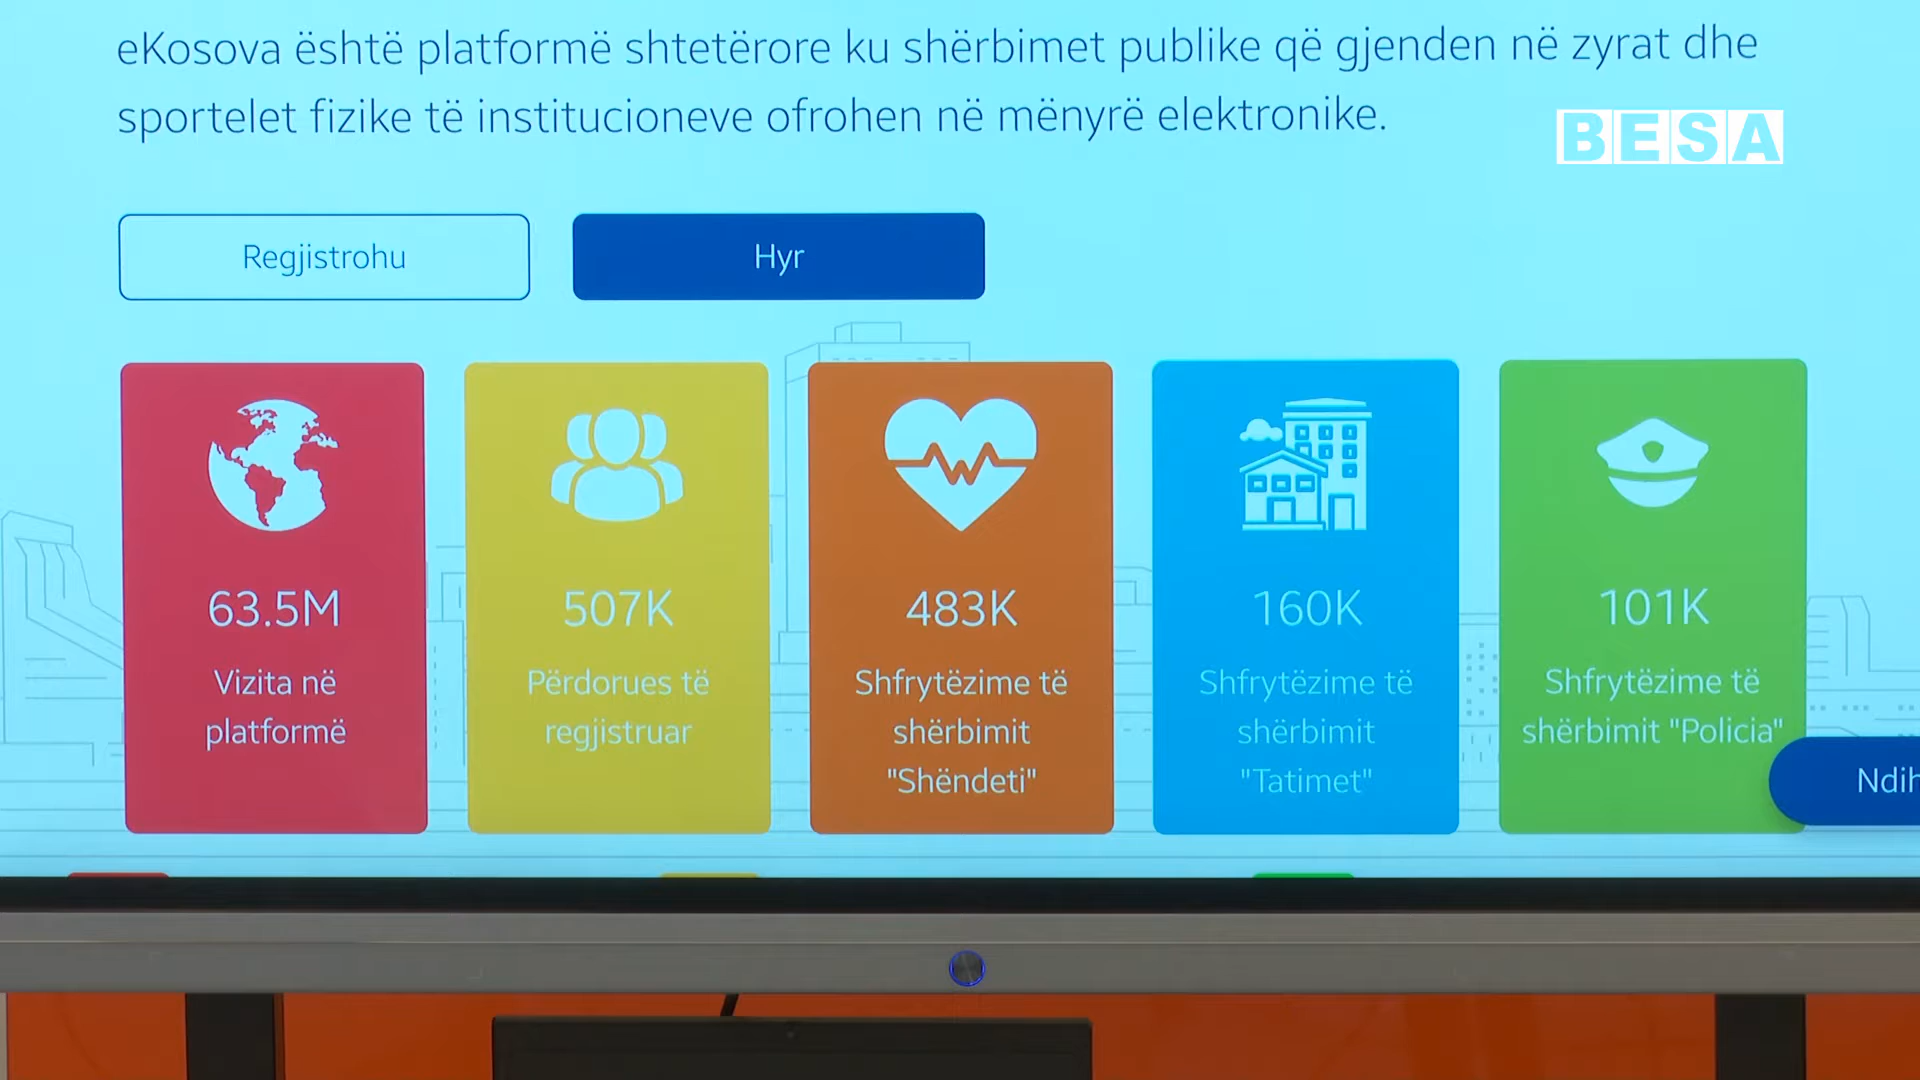 eKosova është platformë shtetërore ku shërbimet publike që gjenden në zyrat dhe
sportelet fizike të institucioneve ofrohen në mënyrë elektronike.
BESA
Regjistrohu
Hyr
63.5M
Vizita në
platformë
507K
Përdorues të
regjistruar
483K
Shfrytëzime të
shërbimit
"Shëndeti"
160K
Shfrytëzime të
shërbimit
"Tatimet"
101K
Shfrytëzime të
shërbimit "Policia"